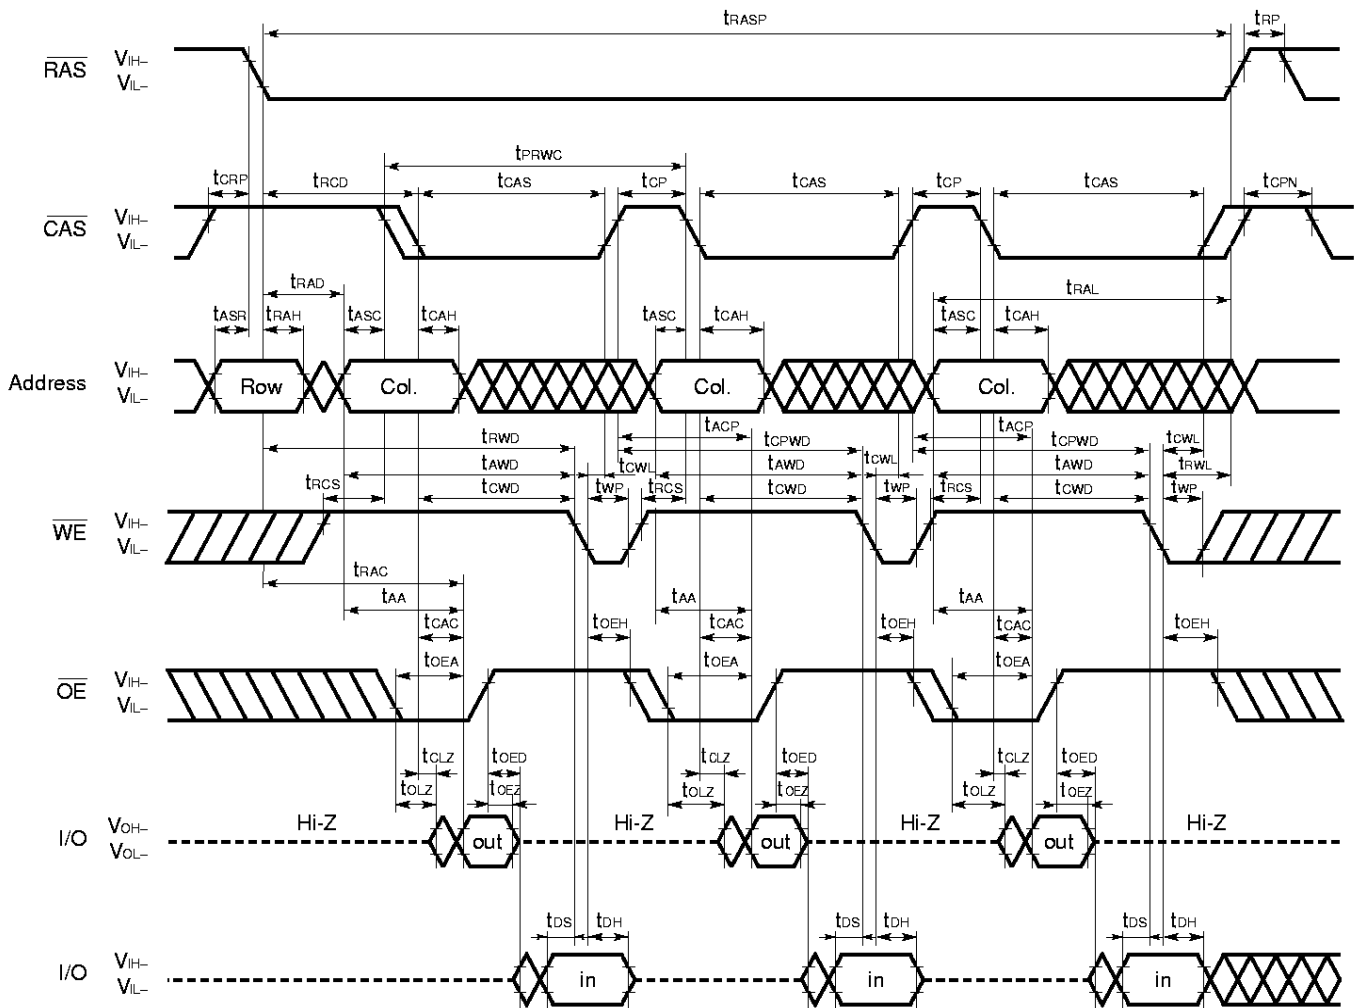 tRASP tRP
RAS VIH–
VIL–
tPRWC
tCRP tRCD tCAS tCP tCAS tCP tCAS tCPN
CAS VIH–
VIL–
tRAD tRAL
tASR tRAH tASC tCAH tASC tCAH tASC tCAH
Address VIH–
VIL–
Row Col. Col. Col.
tRWD tACP tCPWD tACP tCPWD tCWL
tAWD tCWL tAWD tCWL tAWD tRWL
tRCS tCWD tWP tRCS tCWD tWP tRCS tCWD tWP
WE VIH–
VIL–
tRAC
tAA tAA tAA
tCAC tOEH tCAC tOEH tCAC tOEH
tOEA tOEA tOEA
OE VIH–
VIL–
tCLZ tOED tCLZ tOED tCLZ tOED
tOLZ tOEZ tOLZ tOEZ tOLZ tOEZ
I/O VOH–
VOL–
Hi-Z out Hi-Z out Hi-Z out Hi-Z
tDS tDH tDS tDH tDS tDH
I/O VIH–
VIL–
in in in